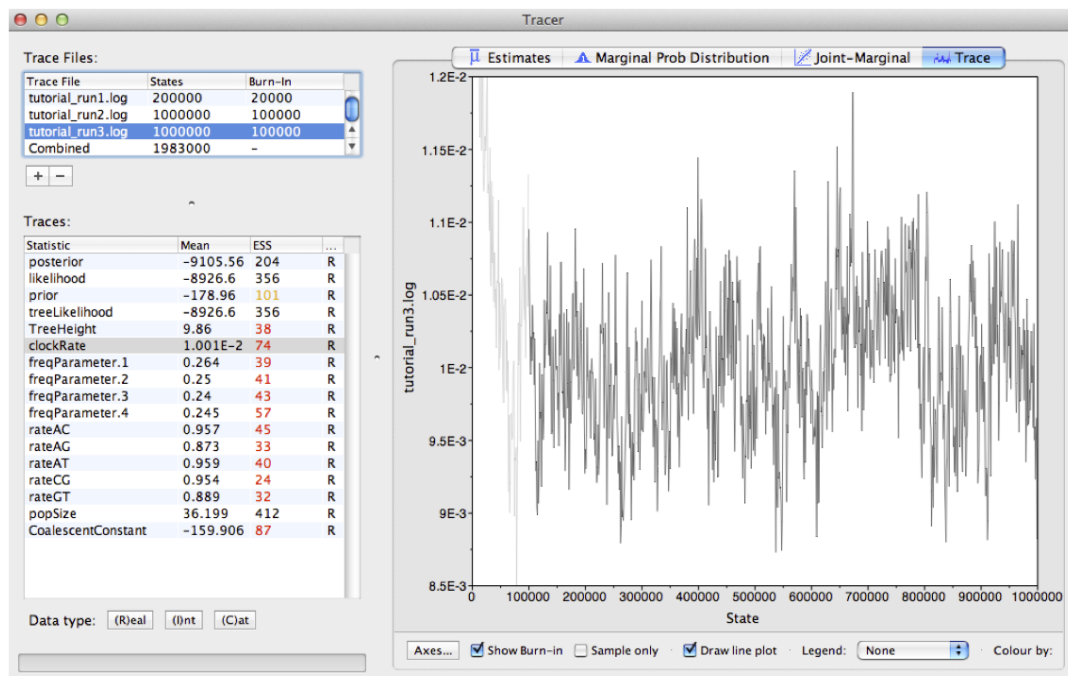 Tracer
Trace Files:
Trace File States Burn-In
tutorial_run1.log 200000 20000
tutorial_run2.log 1000000 100000
tutorial_run3.log 1000000 100000
Combined 1983000 -
+ −
Traces:
Statistic Mean ESS ...
posterior -9105.56 204 R
likelihood -8926.6 356 R
prior -178.96 101 R
treeLikelihood -8926.6 356 R
TreeHeight 9.86 38 R
clockRate 1.001E-2 74 R
freqParameter.1 0.264 39 R
freqParameter.2 0.25 41 R
freqParameter.3 0.24 43 R
freqParameter.4 0.245 57 R
rateAC 0.957 45 R
rateAG 0.873 33 R
rateAT 0.959 40 R
rateCG 0.954 24 R
rateGT 0.889 32 R
popSize 36.199 412 R
CoalescentConstant -159.906 87 R
Data type: (R)eal (I)nt (C)at
Estimates Marginal Prob Distribution Joint-Marginal Trace
1.2E-2
1.15E-2
1.1E-2
1.05E-2
1E-2
9.5E-3
9E-3
8.5E-3
tutorial_run3.log
0 100000 200000 300000 400000 500000 600000 700000 800000 900000 1000000
State
Axes... Show Burn-in Sample only Draw line plot Legend: None Colour by: